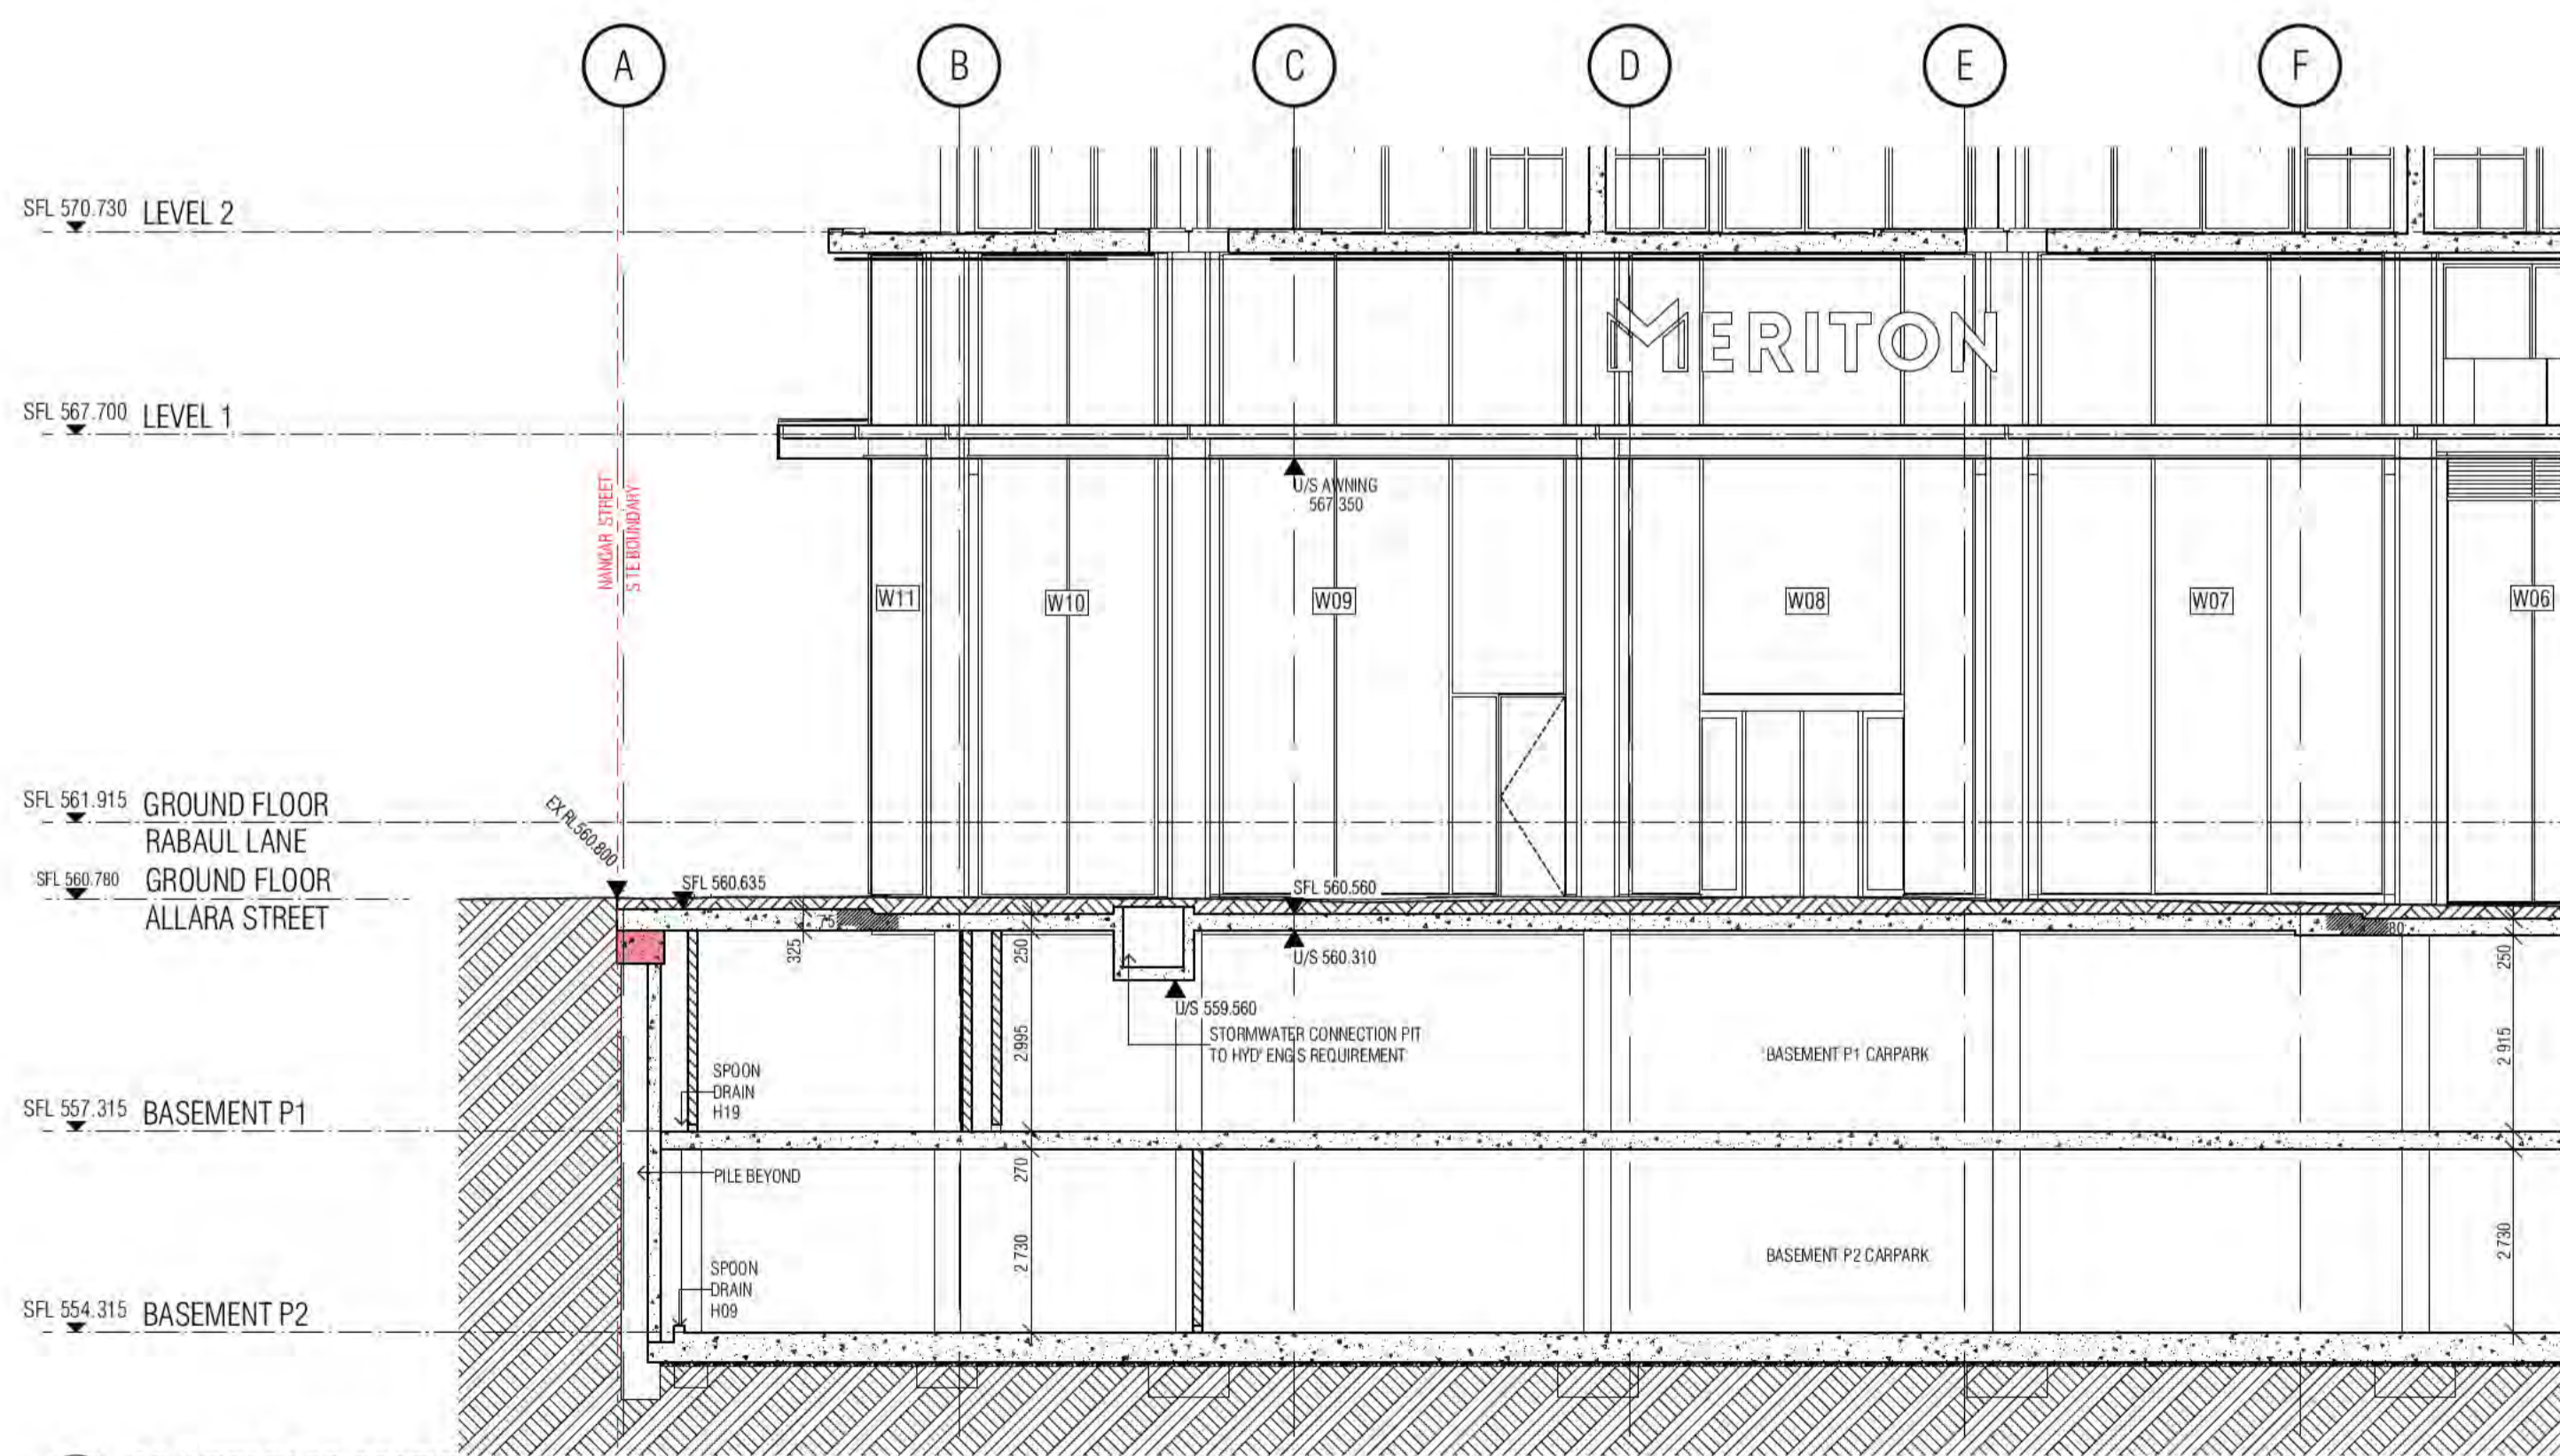 A
B
C
D
E
F
SFL 570.730 LEVEL 2
MERITON
SFL 567.700 LEVEL 1
U/S AWNING
567.350
NANGAR STREET
SITE BOUNDARY
W11
W10
W09
W08
W07
W06
SFL 561.915 GROUND FLOOR
RABAUL LANE
EX RL560.800
SFL 560.780 GROUND FLOOR
ALLARA STREET
SFL 560.635
SFL 560.560
75
325
250
U/S 560.310
80
250
U/S 559.560
STORMWATER CONNECTION PIT
TO HYD' ENG'S REQUIREMENT
2995
BASEMENT P1 CARPARK
2 915
SPOON
DRAIN
H19
SFL 557.315 BASEMENT P1
PILE BEYOND
270
2 730
BASEMENT P2 CARPARK
2 730
SPOON
DRAIN
H09
SFL 554.315 BASEMENT P2